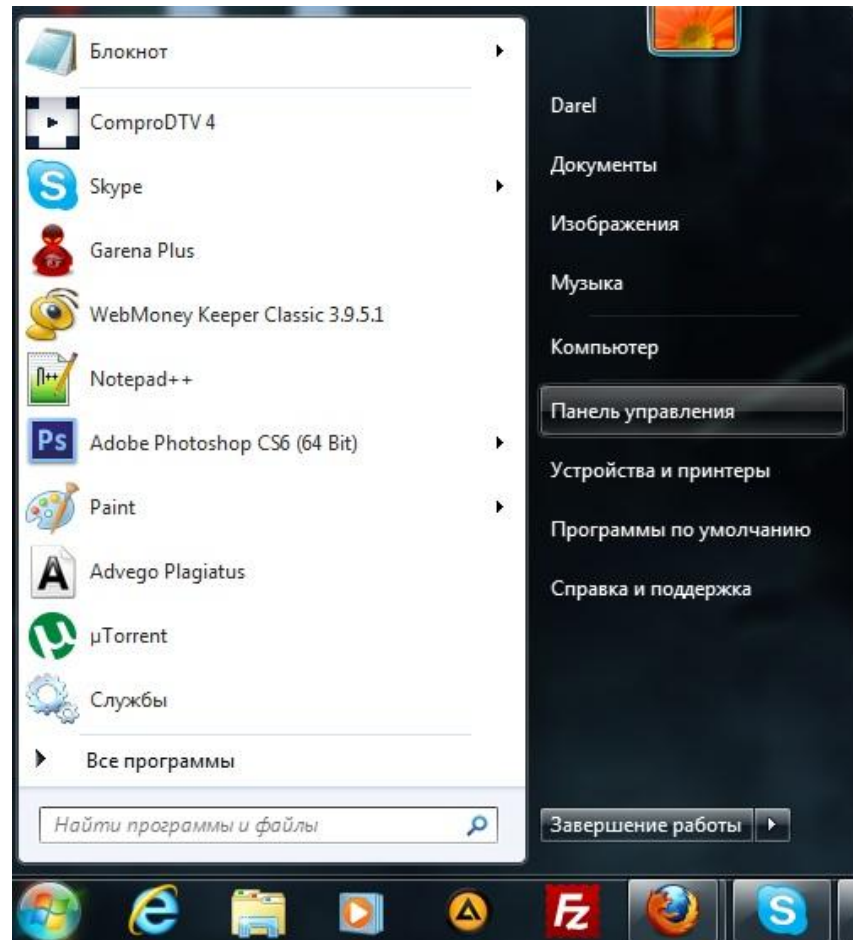 Блокнот
ComproDTV 4
Skype
Garena Plus
WebMoney Keeper Classic 3.9.5.1
n++
Notepad++
Ps
Adobe Photoshop CS6 (64 Bit)
Paint
A
Advego Plagiatus
µ
µTorrent
Службы
Все программы
Найти программы и файлы
Darel
Документы
Изображения
Музыка
Компьютер
Панель управления
Устройства и принтеры
Программы по умолчанию
Справка и поддержка
Завершение работы
Fz
S